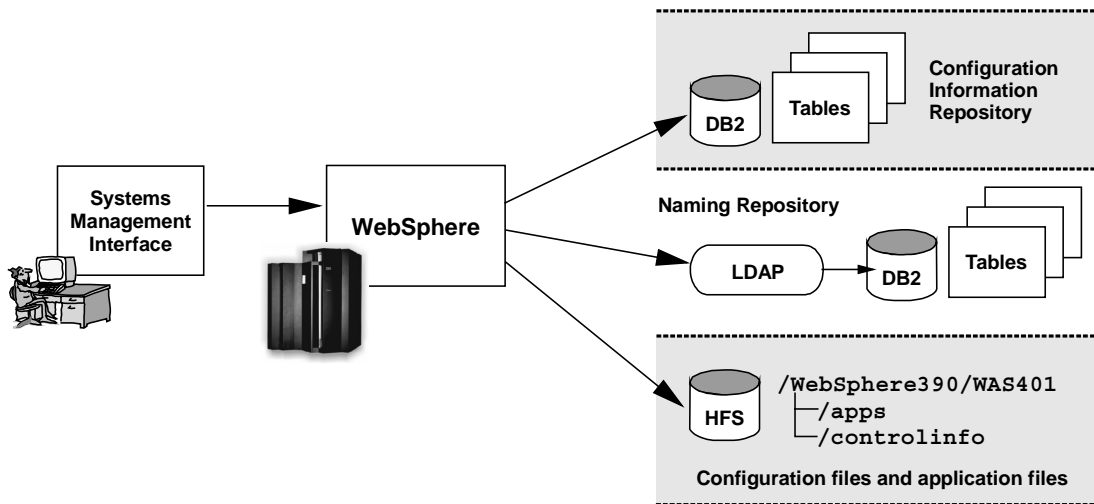 Systems
Management
Interface
WebSphere
DB2
Tables
Configuration
Information
Repository
Naming Repository
LDAP
DB2
Tables
HFS
/WebSphere390/WAS401
/apps
/controlinfo
Configuration files and application files